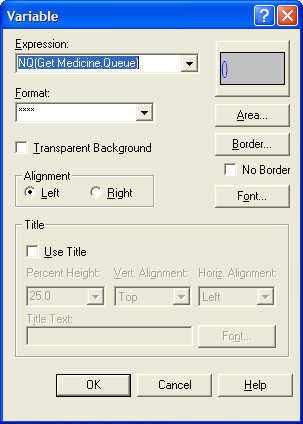 Variable
Expression:
NQ(Get Medicine.Queue)
Format:
****
Area...
Transparent Background
Border...
No Border
Alignment
Left Right
Font...
Title
Use Title
Percent Height: Vert. Alignment: Horiz. Alignment:
25.0 Top Left
Title Text:
Font...
OK Cancel Help